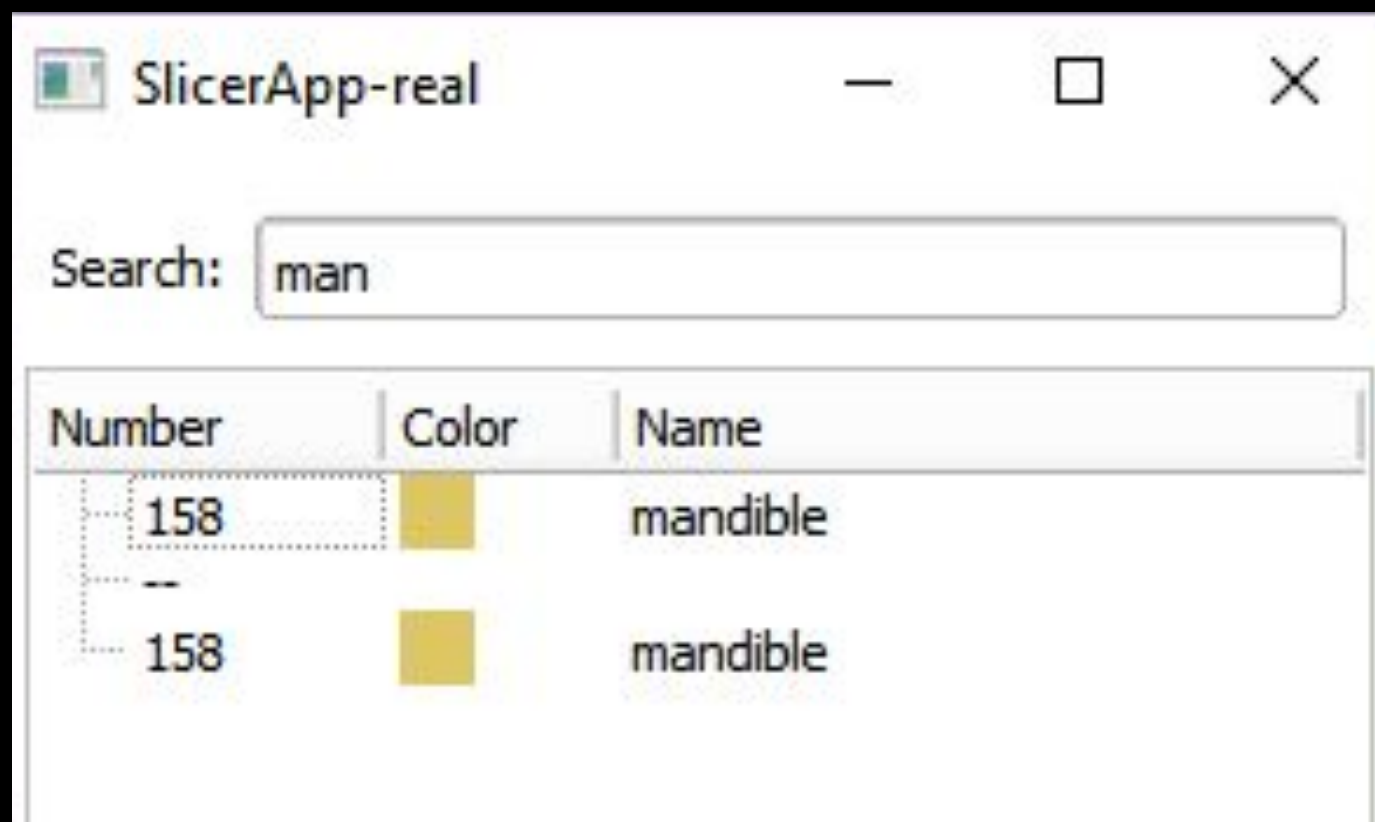 SlicerApp-real
Search: man
Number Color Name
158 mandible
--
158 mandible